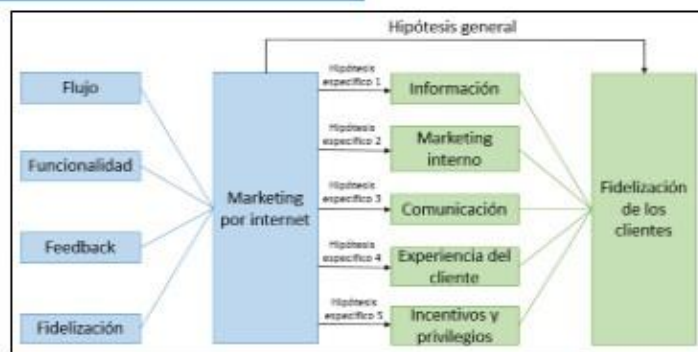 Hipótesis general
Flujo
Funcionalidad
Feedback
Fidelización
Marketing
por internet
Hipótesis
específico 1
Hipótesis
específico 2
Hipótesis
específico 3
Hipótesis
específico 4
Hipótesis
específico 5
Información
Marketing
interno
Comunicación
Experiencia del
cliente
Incentivos y
privilegios
Fidelización
de los
clientes